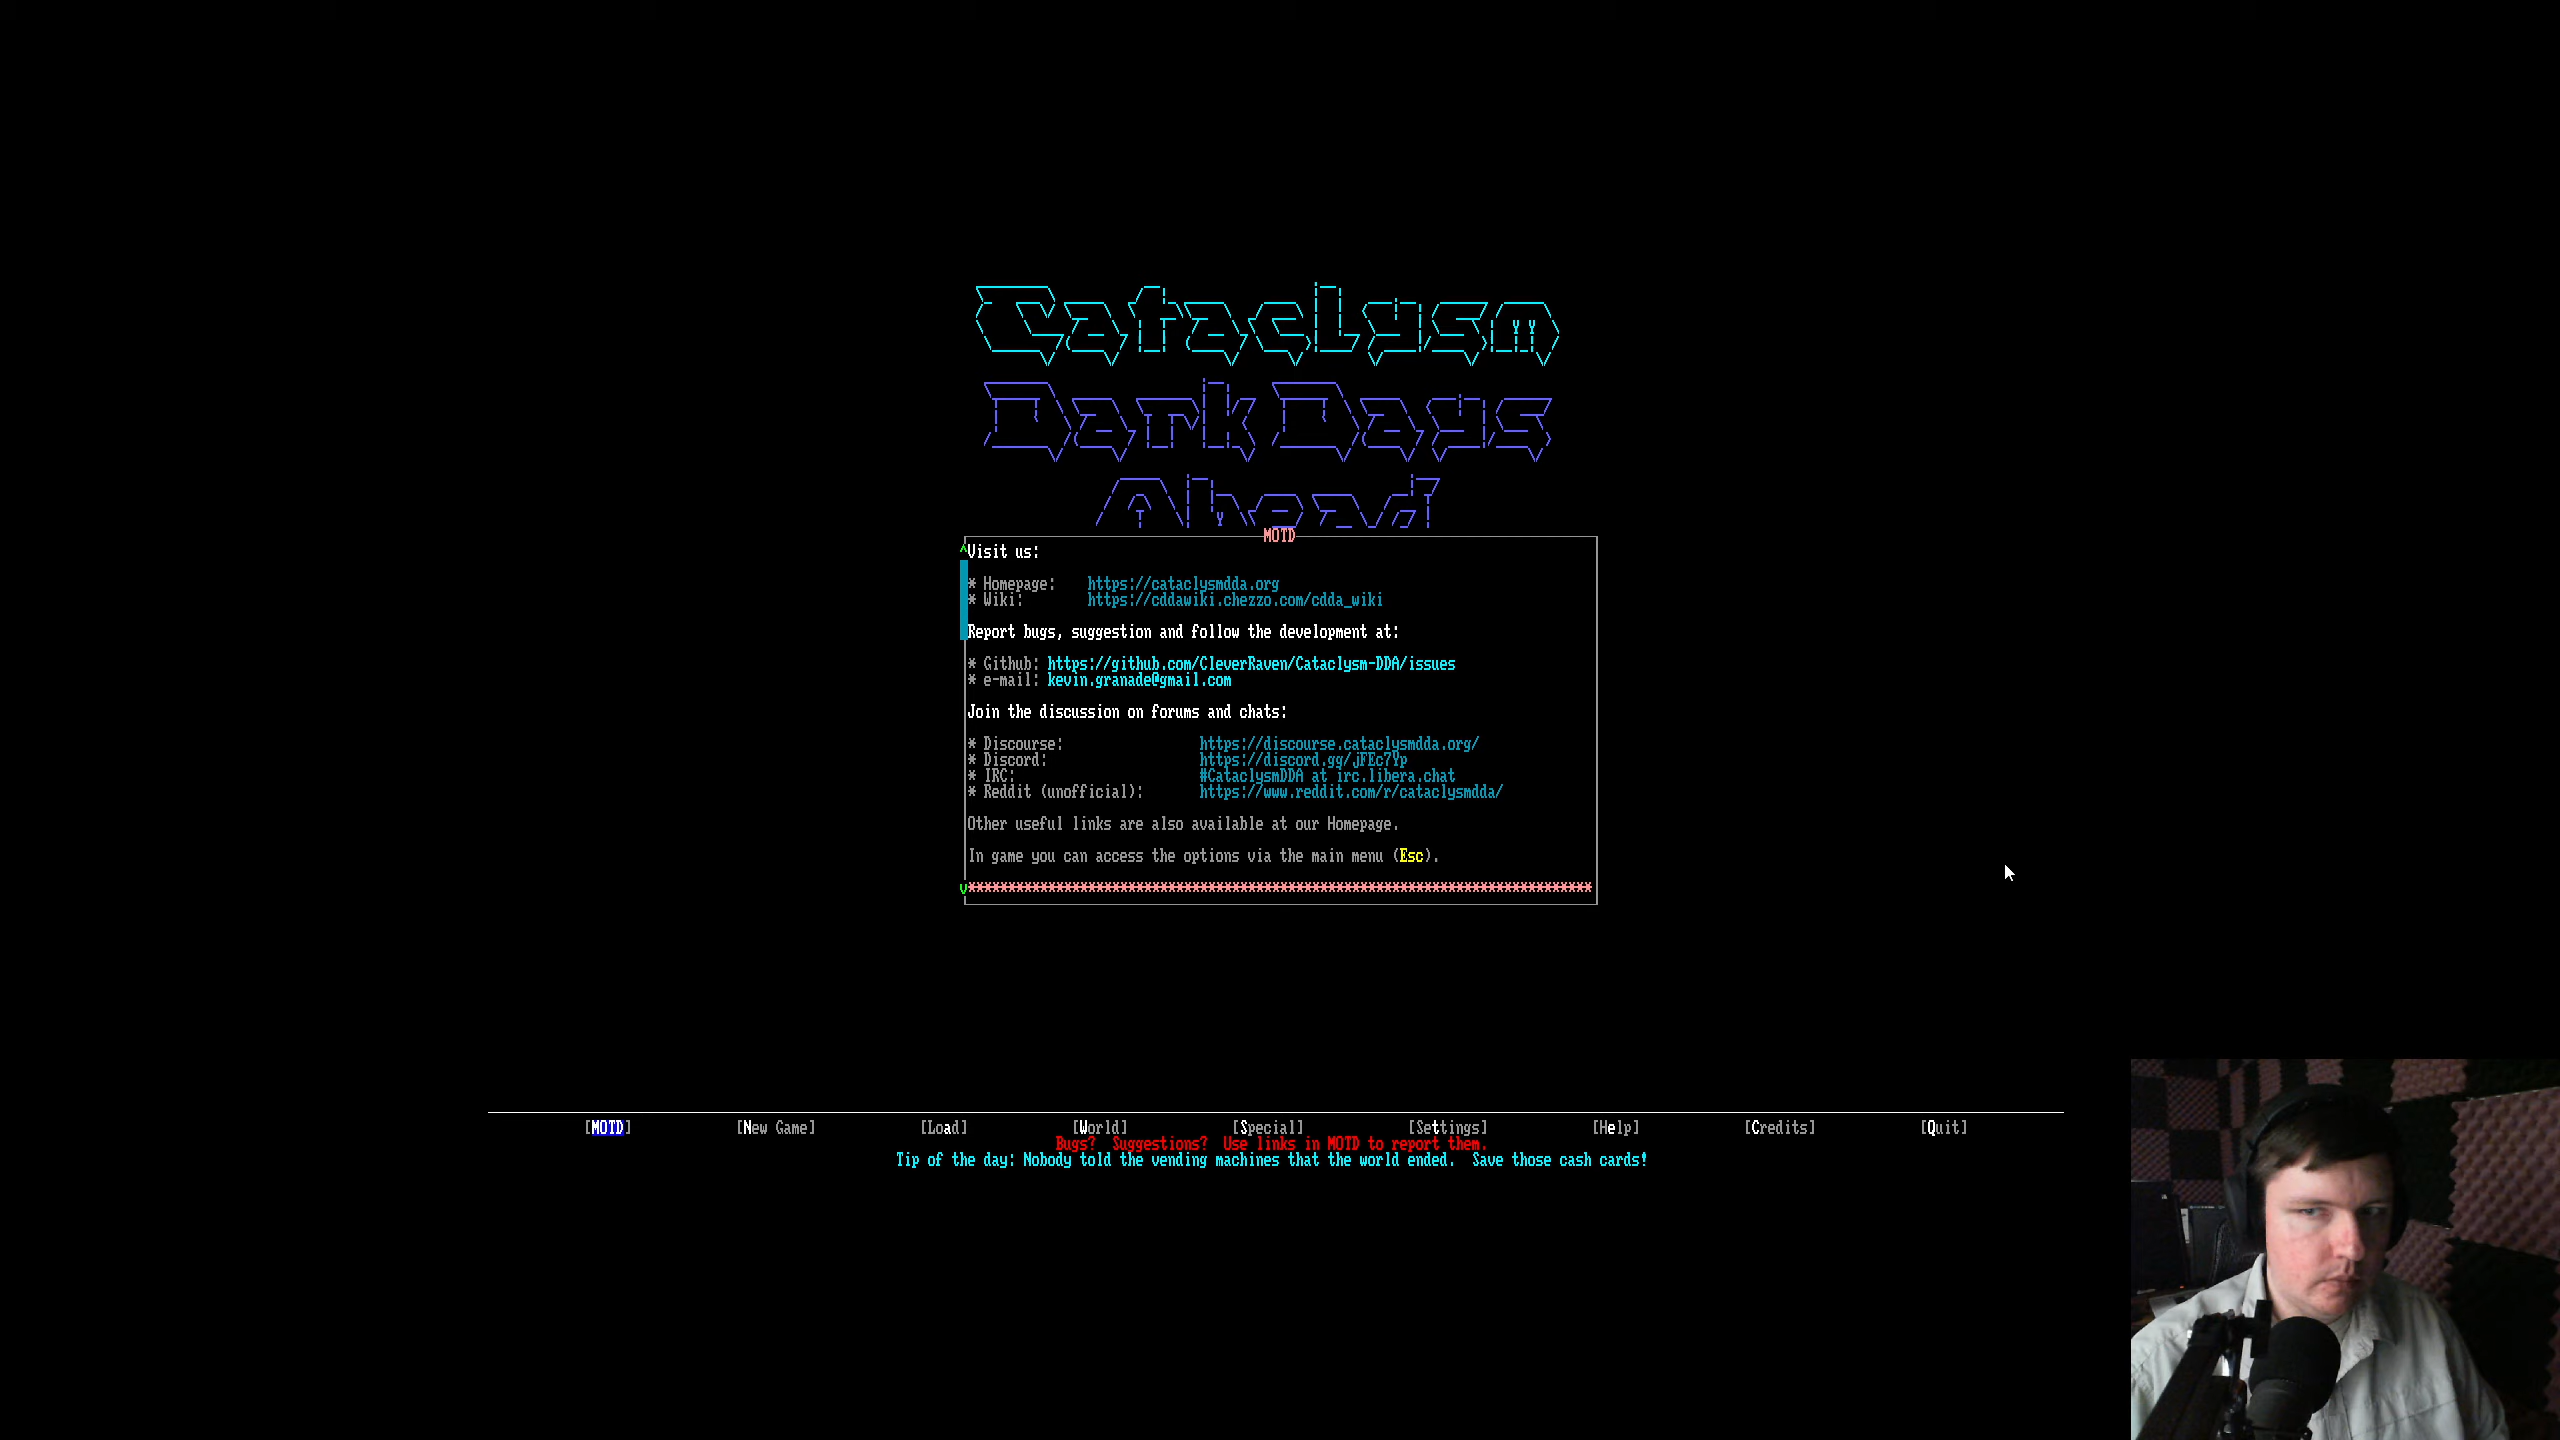 Cataclysm
Dark Days
Ahead
MOTD
Visit us:
* Homepage: https://cataclysmdda.org
* Wiki: https://cddawiki.chezzo.com/cdda_wiki
Report bugs, suggestion and follow the development at:
* Github: https://github.com/CleverRaven/Cataclysm-DDA/issues
* e-mail: kevin.granade@gmail.com
Join the discussion on forums and chats:
* Discourse: https://discourse.cataclysmdda.org/
* Discord: https://discord.gg/jFEc7Yp
* IRC: #CataclysmDDA at irc.libera.chat
* Reddit (unofficial): https://www.reddit.com/r/cataclysmdda/
Other useful links are also available at our Homepage.
In game you can access the options via the main menu (Esc).
******************************************************************************
[MOTD] [New Game] [Load] [World] [Special] [Settings] [Help] [Credits] [Quit]
Bugs? Suggestions? Use links in MOTD to report them.
Tip of the day: Nobody told the vending machines that the world ended. Save those cash cards!